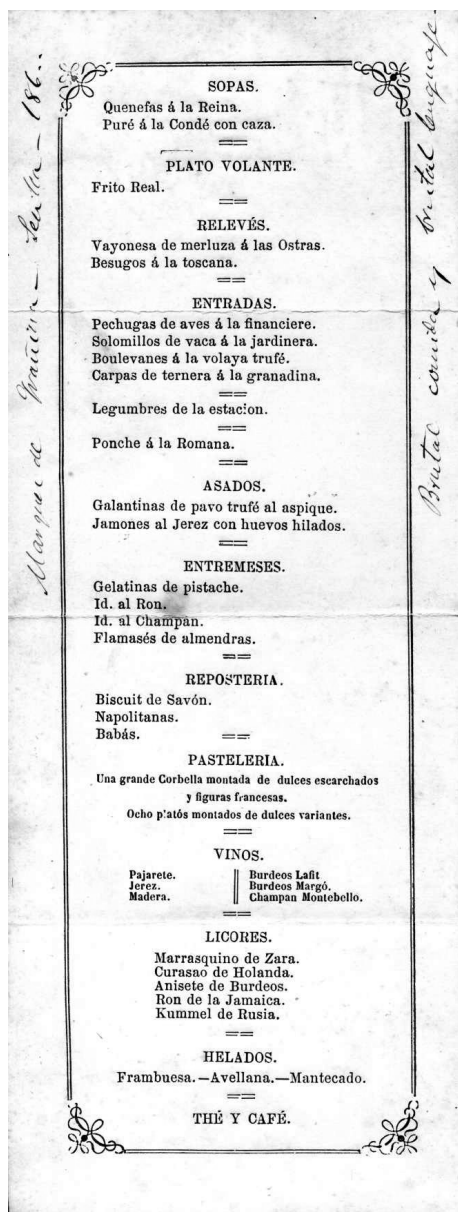 SOPAS.
Quenefas á la Reina.
Puré á la Condé con caza.
PLATO VOLANTE.
Frito Real.
RELEVÉS.
Vayonesa de merluza á las Ostras.
Besugos á la toscana.
ENTRADAS.
Pechugas de aves á la financiere.
Solomillos de vaca á la jardinera.
Boulevanes á la volaya trufé.
Carpas de ternera á la granadina.
Legumbres de la estacion.
Ponche á la Romana.
ASADOS.
Galantinas de pavo trufé al aspique.
Jamones al Jerez con huevos hilados.
ENTREMESES.
Gelatinas de pistache.
Id. al Ron.
Id. al Champan.
Flamasés de almendras.
REPOSTERIA.
Biscuit de Savón.
Napolitanas.
Babás.
PASTELERIA.
Una grande Corbella montada de dulces escarchados
y figuras francesas.
Ocho platós montados de dulces variantes.
VINOS.
Pajarete.
Jerez.
Madera.
Burdeos Lafit
Burdeos Margó.
Champan Montebello.
LICORES.
Marrasquino de Zara.
Curasao de Holanda.
Anisete de Burdeos.
Ron de la Jamaica.
Kummel de Rusia.
HELADOS.
Frambuesa.—Avellana.—Mantecado.
THÉ Y CAFÉ.
Marques de Sevilla - 186..
Brutal comida y brutal lenguaje